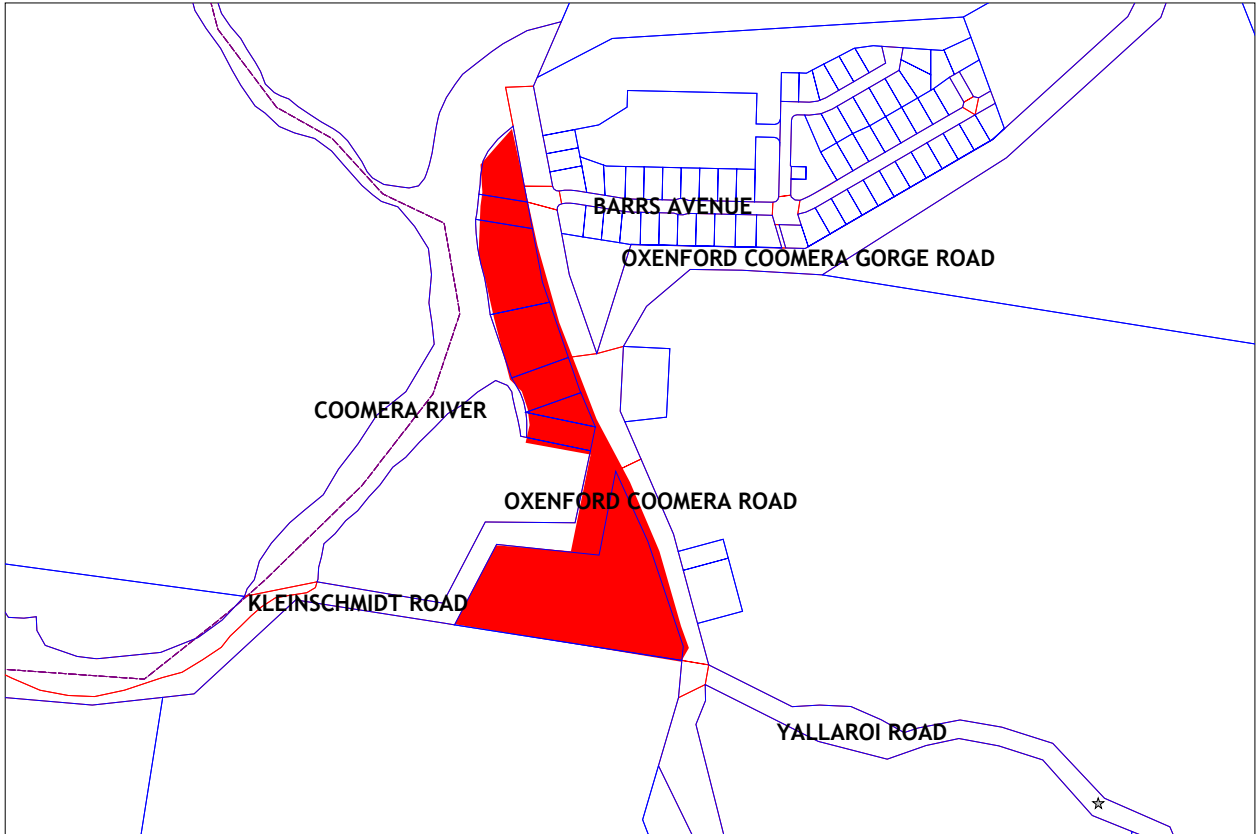 BARRS AVENUE
OXENFORD COOMERA GORGE ROAD
COOMERA RIVER
OXENFORD COOMERA ROAD
KLEINSCHMIDT ROAD
YALLAROI ROAD